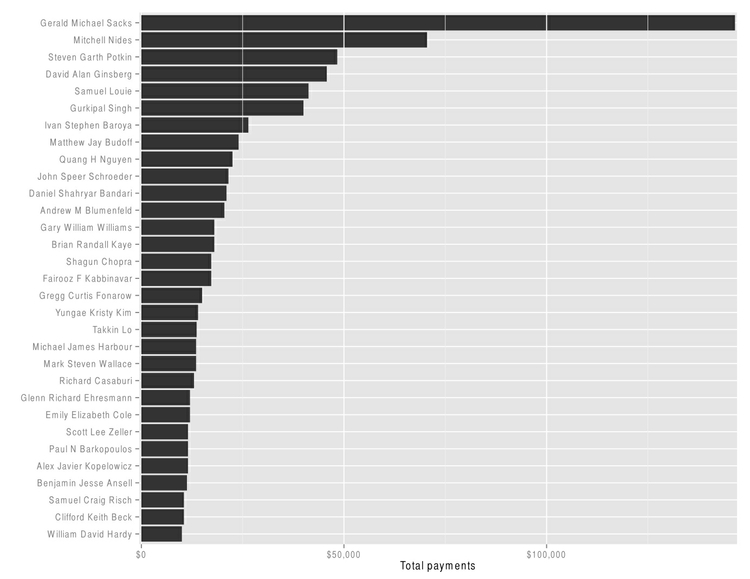 Gerald Michael Sacks
Mitchell Nides
Steven Garth Potkin
David Alan Ginsberg
Samuel Louie
Gurkipal Singh
Ivan Stephen Baroya
Matthew Jay Budoff
Quang H Nguyen
John Speer Schroeder
Daniel Shahryar Bandari
Andrew M Blumenfeld
Gary William Williams
Brian Randall Kaye
Shagun Chopra
Fairooz F Kabbinavar
Gregg Curtis Fonarow
Yungae Kristy Kim
Takkin Lo
Michael James Harbour
Mark Steven Wallace
Richard Casaburi
Glenn Richard Ehresmann
Emily Elizabeth Cole
Scott Lee Zeller
Paul N Barkopoulos
Alex Javier Kopelowicz
Benjamin Jesse Ansell
Samuel Craig Risch
Clifford Keith Beck
William David Hardy
$0 $50,000 $100,000
Total payments